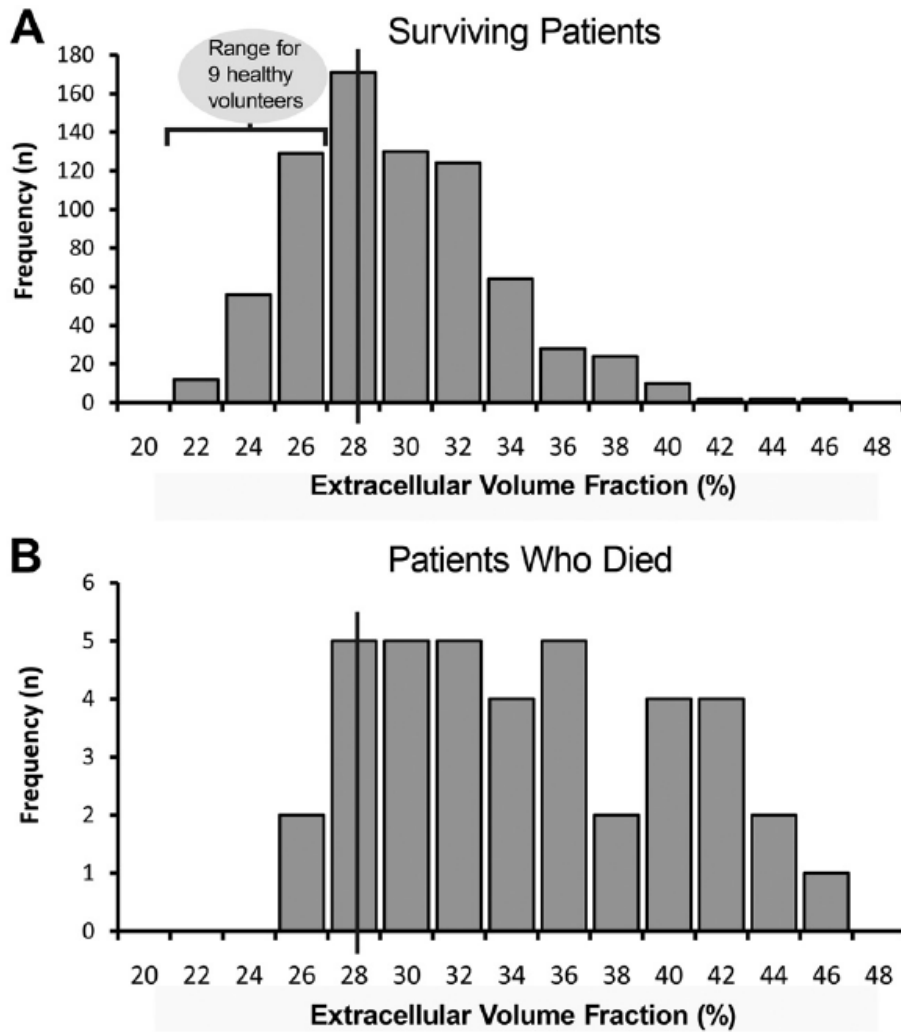 A
Surviving Patients
Range for
9 healthy
volunteers
Frequency (n)
180
160
140
120
100
80
60
40
20
0
20 22 24 26 28 30 32 34 36 38 40 42 44 46 48
Extracellular Volume Fraction (%)
B
Patients Who Died
Frequency (n)
6
5
4
3
2
1
0
20 22 24 26 28 30 32 34 36 38 40 42 44 46 48
Extracellular Volume Fraction (%)